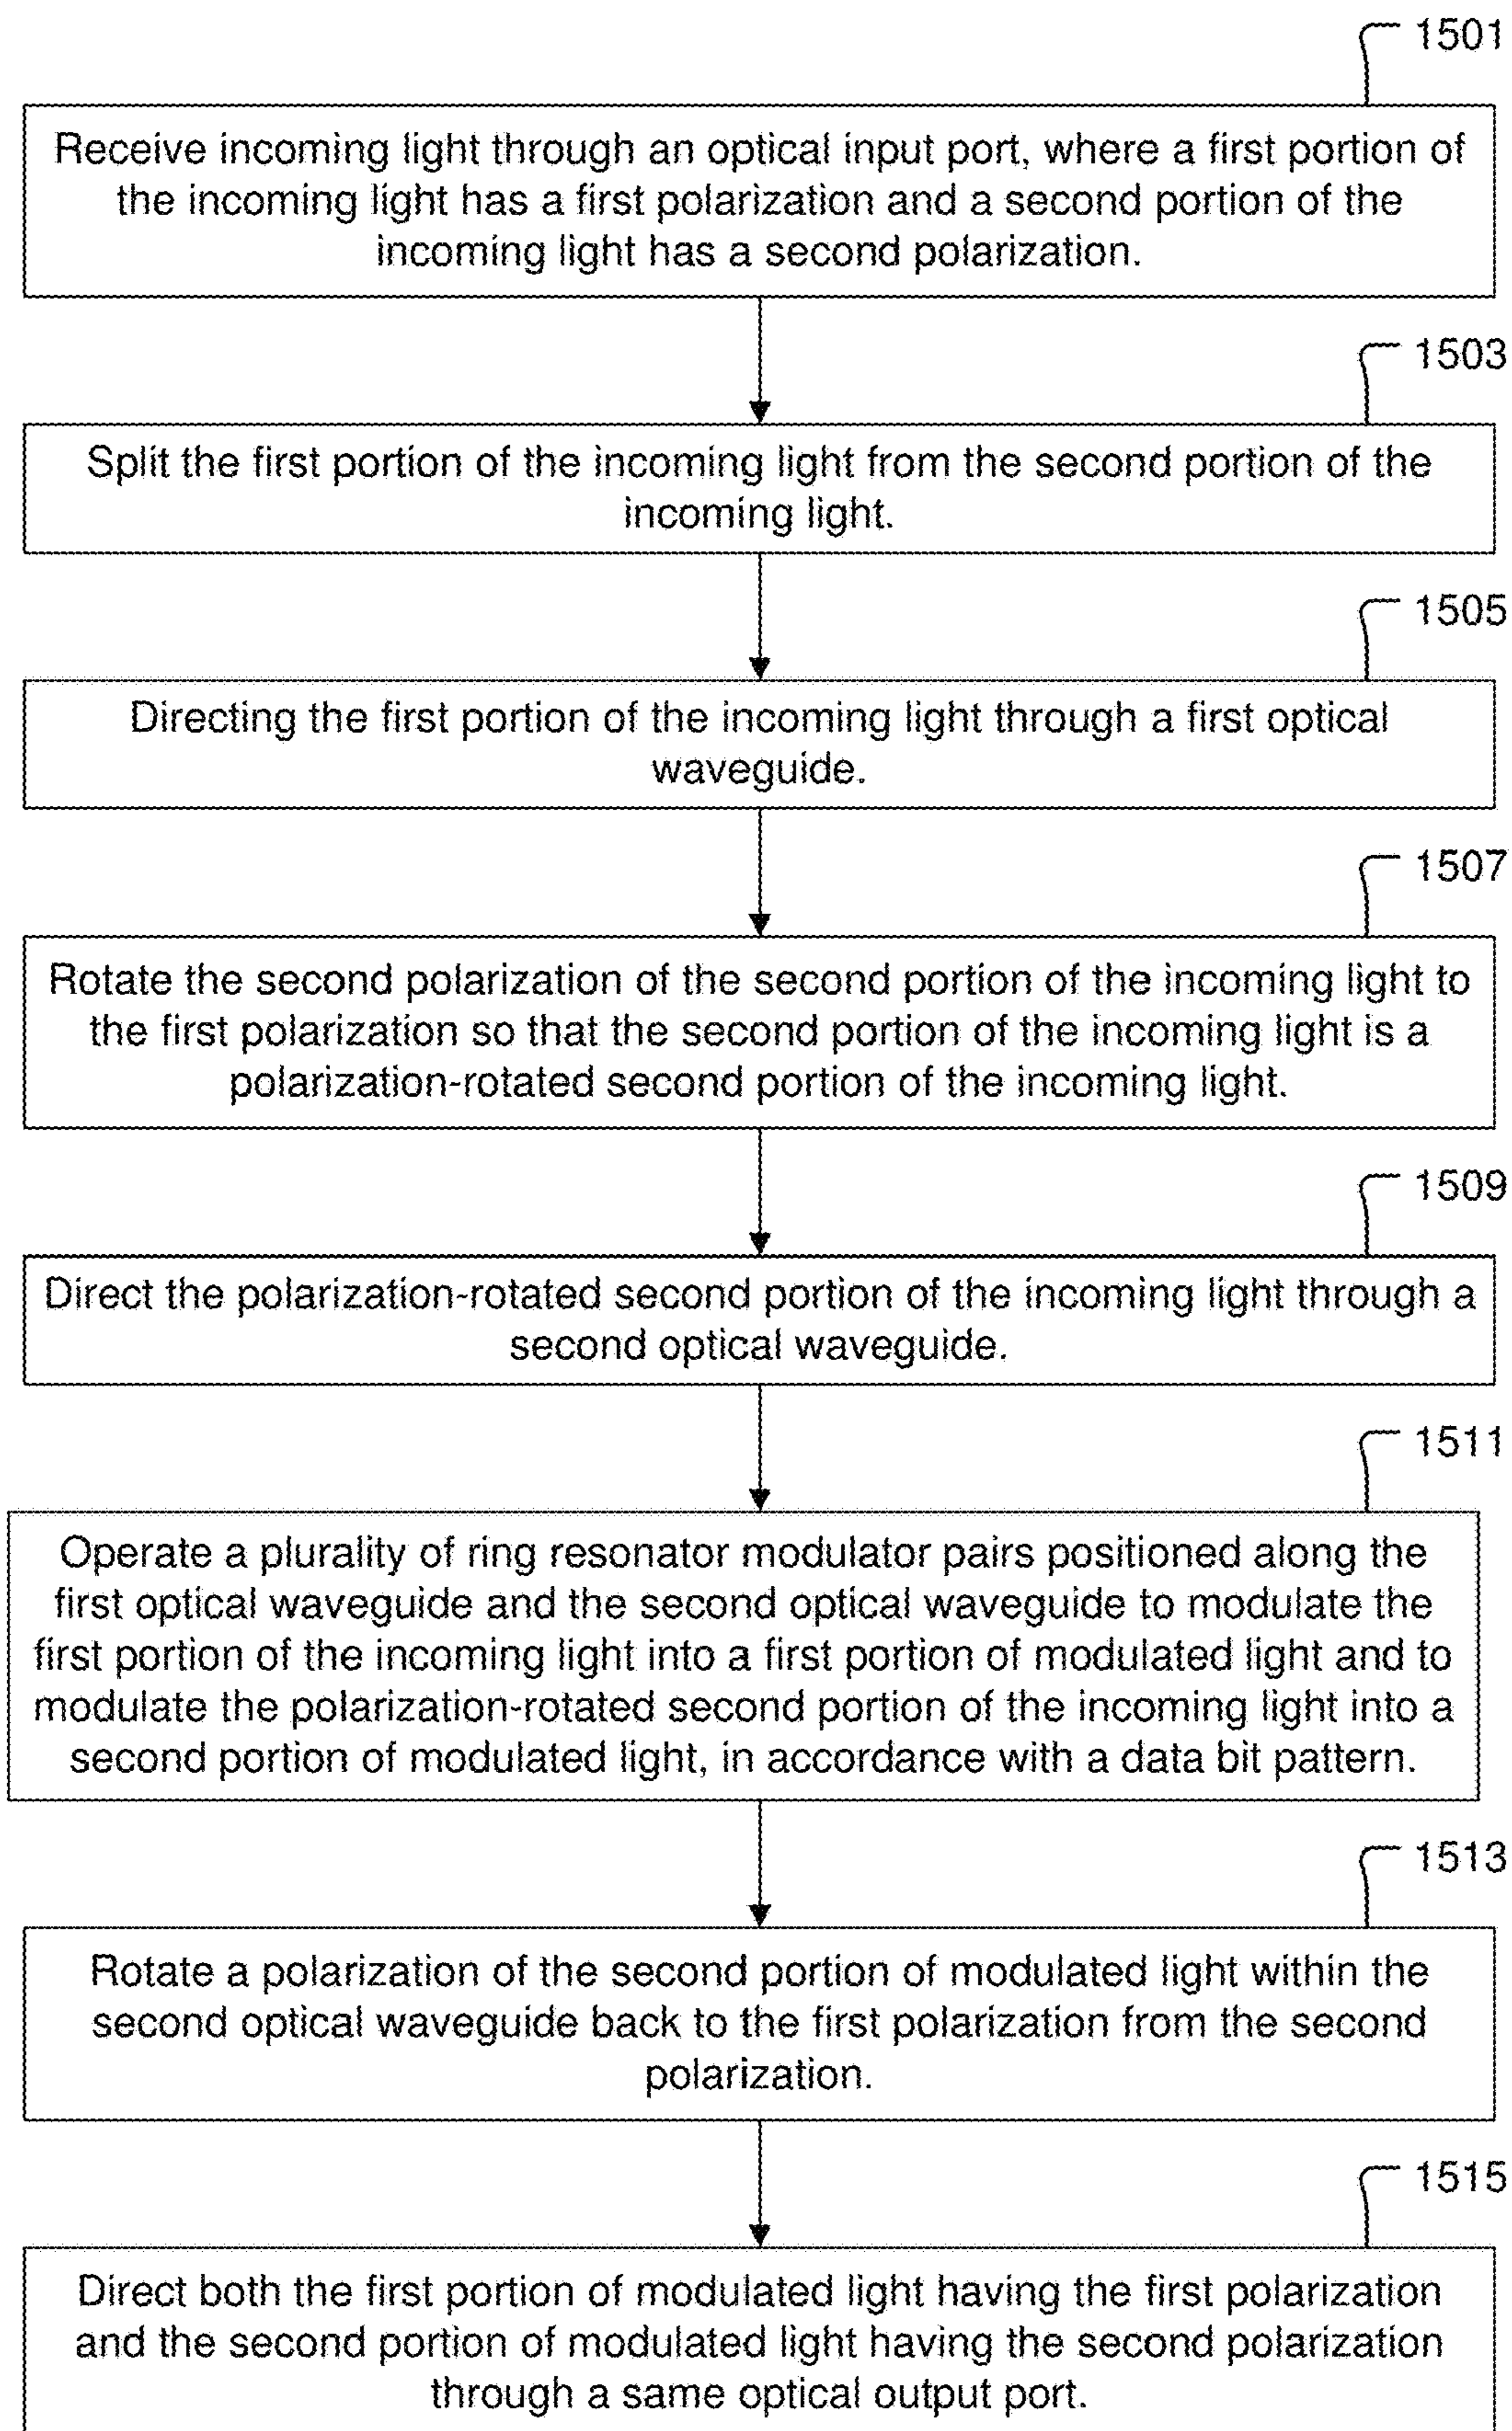 1501
Receive incoming light through an optical input port, where a first portion of
the incoming light has a first polarization and a second portion of the
incoming light has a second polarization.
1503
Split the first portion of the incoming light from the second portion of the
incoming light.
1505
Directing the first portion of the incoming light through a first optical
waveguide.
1507
Rotate the second polarization of the second portion of the incoming light to
the first polarization so that the second portion of the incoming light is a
polarization-rotated second portion of the incoming light.
1509
Direct the polarization-rotated second portion of the incoming light through a
second optical waveguide.
1511
Operate a plurality of ring resonator modulator pairs positioned along the
first optical waveguide and the second optical waveguide to modulate the
first portion of the incoming light into a first portion of modulated light and to
modulate the polarization-rotated second portion of the incoming light into a
second portion of modulated light, in accordance with a data bit pattern.
1513
Rotate a polarization of the second portion of modulated light within the
second optical waveguide back to the first polarization from the second
polarization.
1515
Direct both the first portion of modulated light having the first polarization
and the second portion of modulated light having the second polarization
through a same optical output port.